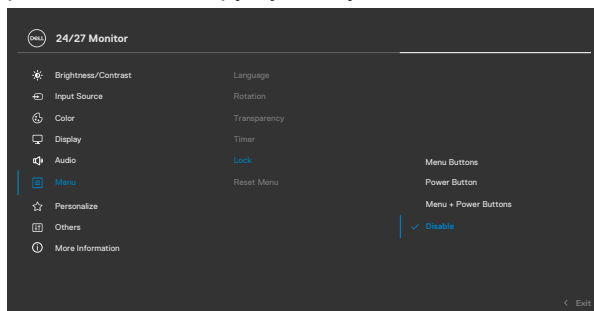 DELL 24/27 Monitor
Brightness/Contrast
Input Source
Color
Display
Audio
Menu
Personalize
Others
More Information
Language
Rotation
Transparency
Timer
Lock
Reset Menu
Menu Buttons
Power Button
Menu + Power Buttons
Disable
Exit